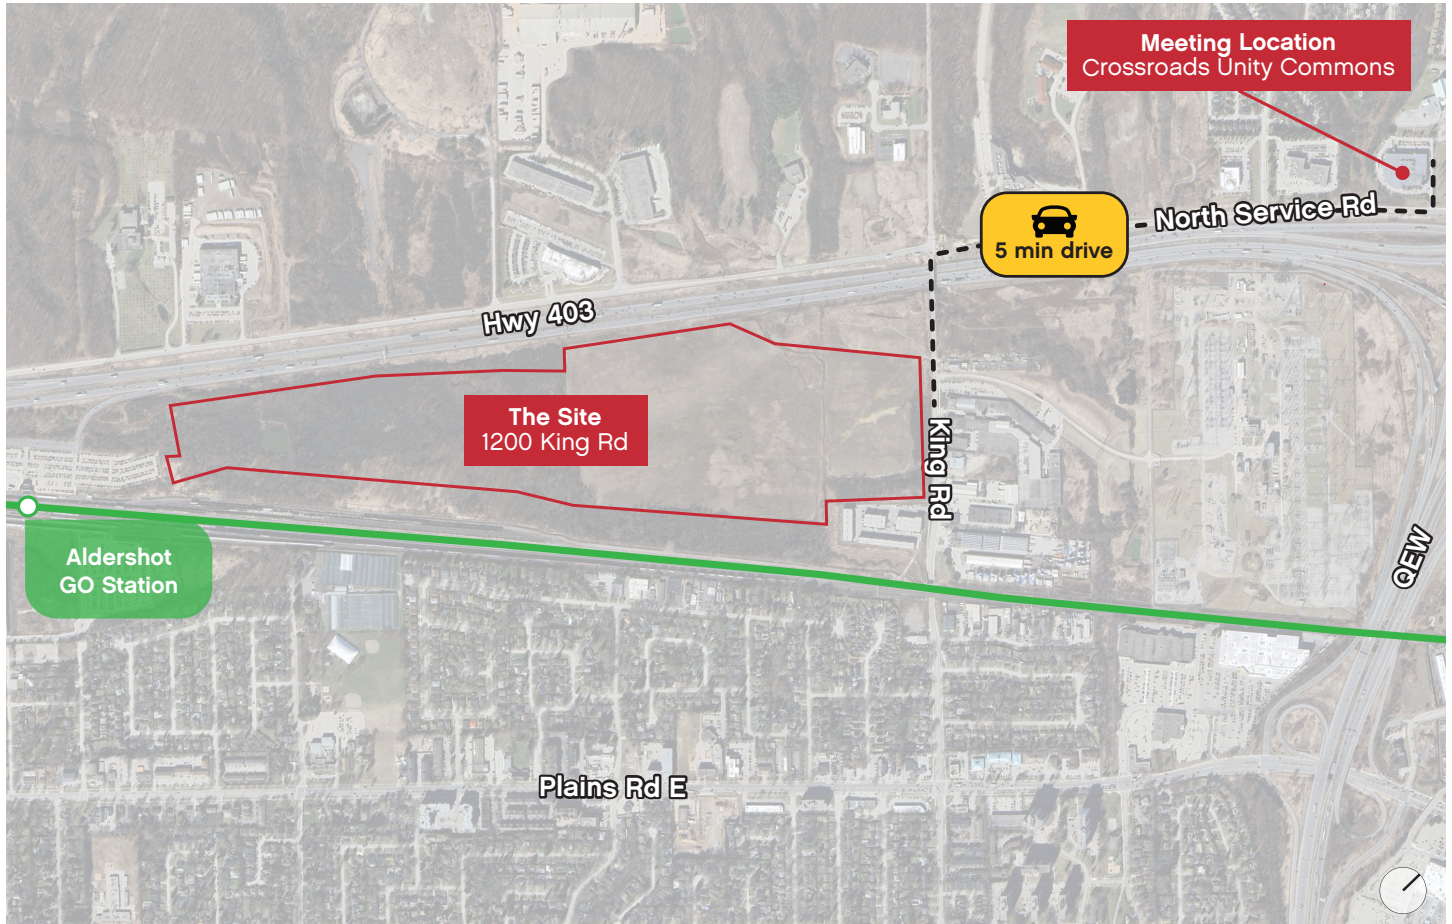 Meeting Location
Crossroads Unity Commons
North Service Rd
5 min drive
Hwy 403
The Site
1200 King Rd
King Rd
QEW
Aldershot
GO Station
Plains Rd E